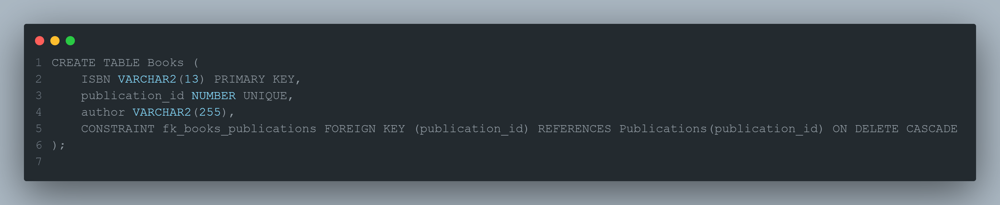 1 CREATE TABLE Books (
2     ISBN VARCHAR2(13) PRIMARY KEY,
3     publication_id NUMBER UNIQUE,
4     author VARCHAR2(255),
5     CONSTRAINT fk_books_publications FOREIGN KEY (publication_id) REFERENCES Publications(publication_id) ON DELETE CASCADE
6 );
7